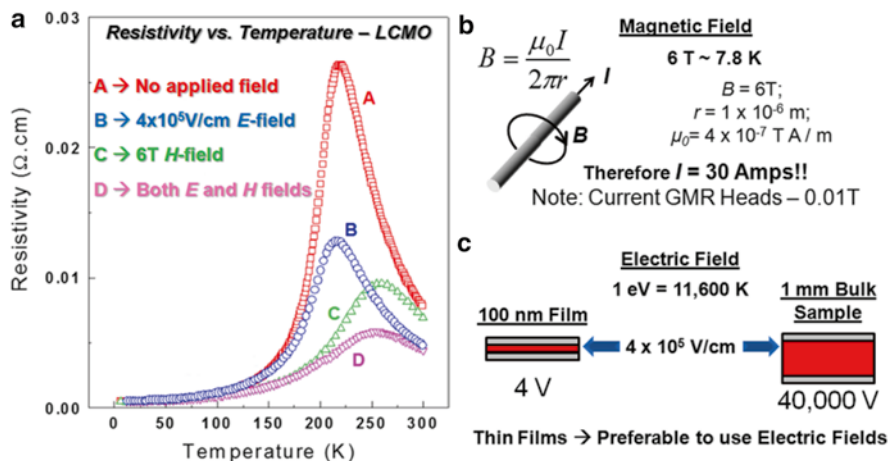 a
Resistivity vs. Temperature – LCMO
A → No applied field
B → 4x10⁵V/cm E-field
C → 6T H-field
D → Both E and H fields
A
B
C
D
0.03
0.02
0.01
0.00
Resistivity (Ω.cm)
0 50 100 150 200 250 300
Temperature (K)
b
Magnetic Field
6 T ~ 7.8 K
B = μ₀I / 2πr
I
B
B = 6T;
r = 1 x 10⁻⁶ m;
μ₀= 4 x 10⁻⁷ T A / m
Therefore I = 30 Amps!!
Note: Current GMR Heads – 0.01T
c
Electric Field
1 eV = 11,600 K
100 nm Film
1 mm Bulk
Sample
4 x 10⁵ V/cm
4 V
40,000 V
Thin Films → Preferable to use Electric Fields